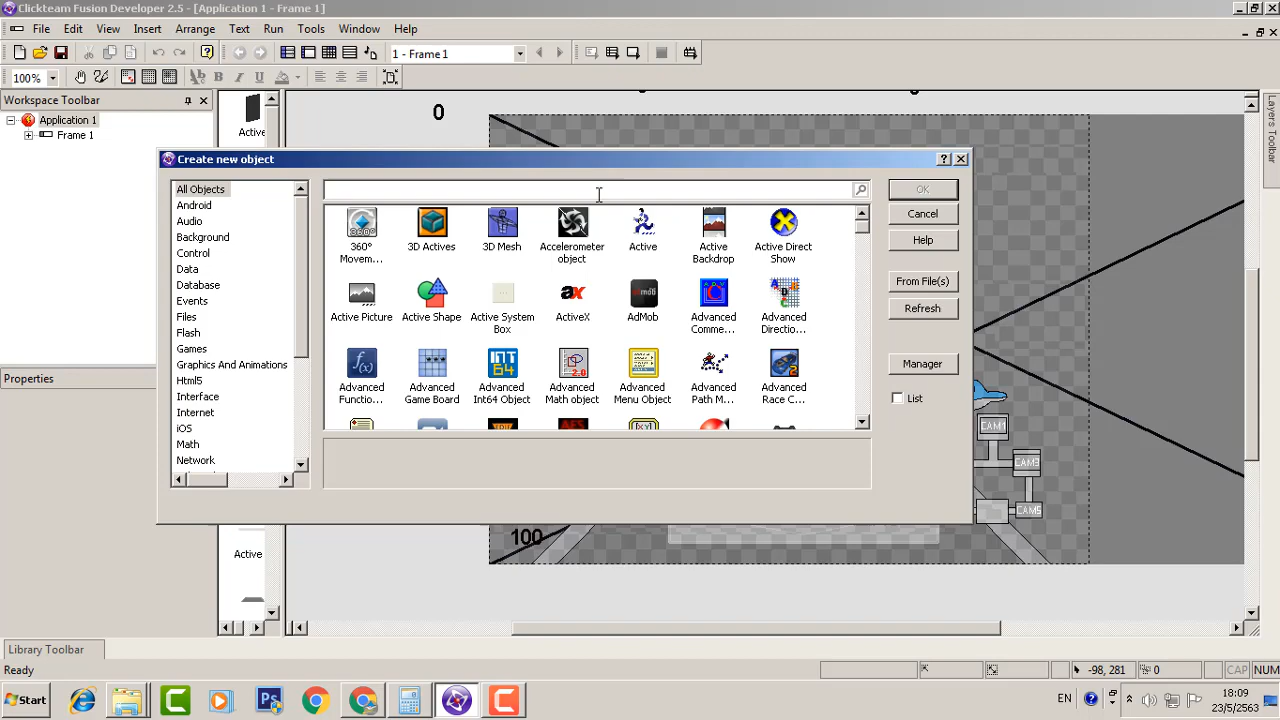 Clickteam Fusion Developer 2.5 - [Application 1 - Frame 1]
File Edit View Insert Arrange Text Run Tools Window Help
1 - Frame 1
100%
B I U
Workspace Toolbar
Application 1
Frame 1
Properties
Active
0
Layers Toolbar
Create new object
All Objects
Android
Audio
Background
Control
Data
Database
Events
Files
Flash
Games
Graphics And Animations
Html5
Interface
Internet
iOS
Math
Network
360° Movem...
3D Actives
3D Mesh
Accelerometer object
Active
Active Backdrop
Active Direct Show
Active Picture
Active Shape
Active System Box
ActiveX
AdMob
Advanced Comme...
Advanced Directio...
Advanced Functio...
Advanced Game Board
Advanced Int64 Object
Advanced Math object
Advanced Menu Object
Advanced Path M...
Advanced Race C...
OK
Cancel
Help
From File(s)
Refresh
Manager
List
CAM1
CAM3
CAM5
100
Active
Library Toolbar
Ready
-98, 281
0
CAP
NUM
Start
EN
18:09
23/5/2563